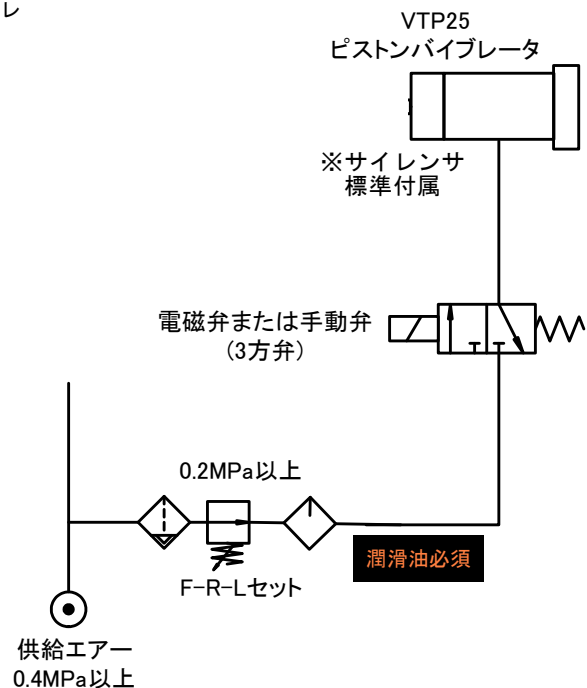 レ
VTP25
ピストンバイブレータ
※サイレンサ
標準付属
電磁弁または手動弁
(3方弁)
0.2MPa以上
潤滑油必須
F-R-Lセット
供給エアー
0.4MPa以上